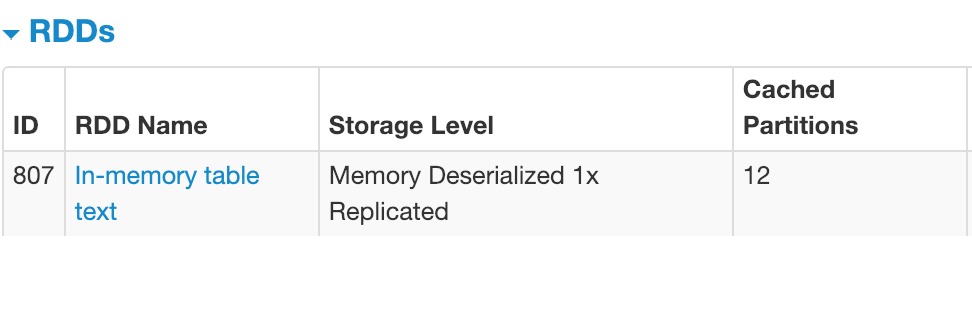 RDDs
ID
RDD Name
Storage Level
Cached
Partitions
807
In-memory table
text
Memory Deserialized 1x
Replicated
12